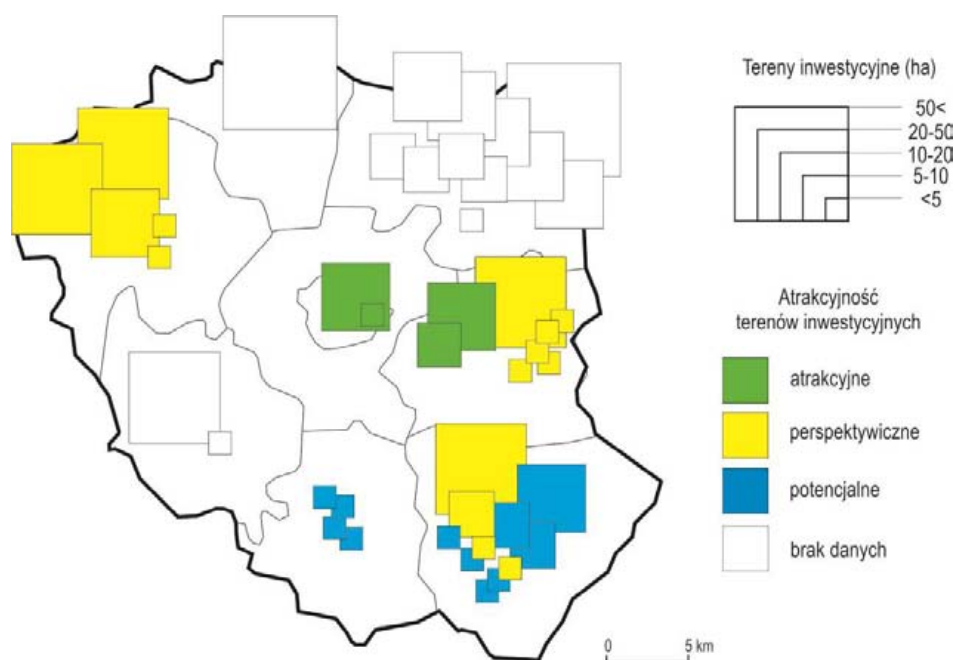 Tereny inwestycyjne (ha)
50<
20-50
10-20
5-10
<5
Atrakcyjność
terenów inwestycyjnych
atrakcyjne
perspektywiczne
potencjalne
brak danych
0 5 km